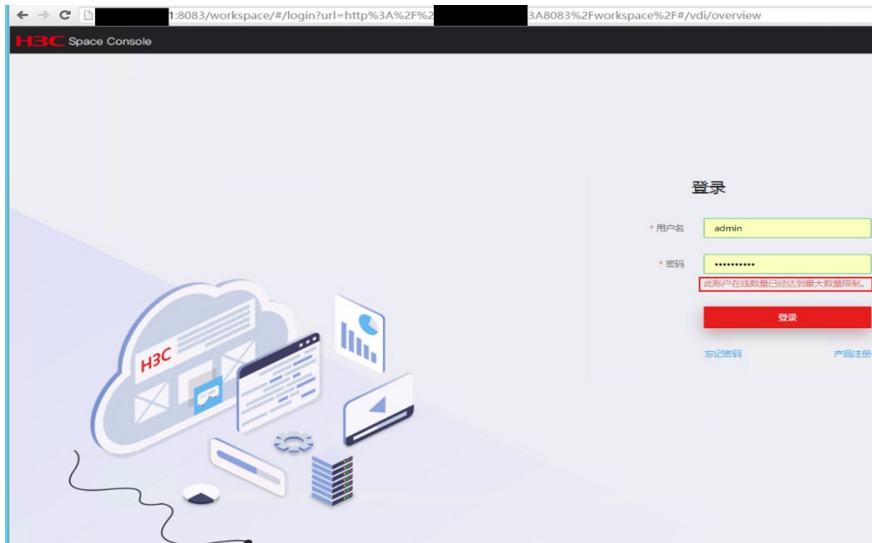 1:8083/workspace/#/login?url=http%3A%2F%2 3A8083%2Fworkspace%2F#/vdi/overview
H3C Space Console
登录
* 用户名 admin
* 密码 ••••••••••
此账户在线数量已经达到最大数量限制。
登录
忘记密码 产品注册
H3C